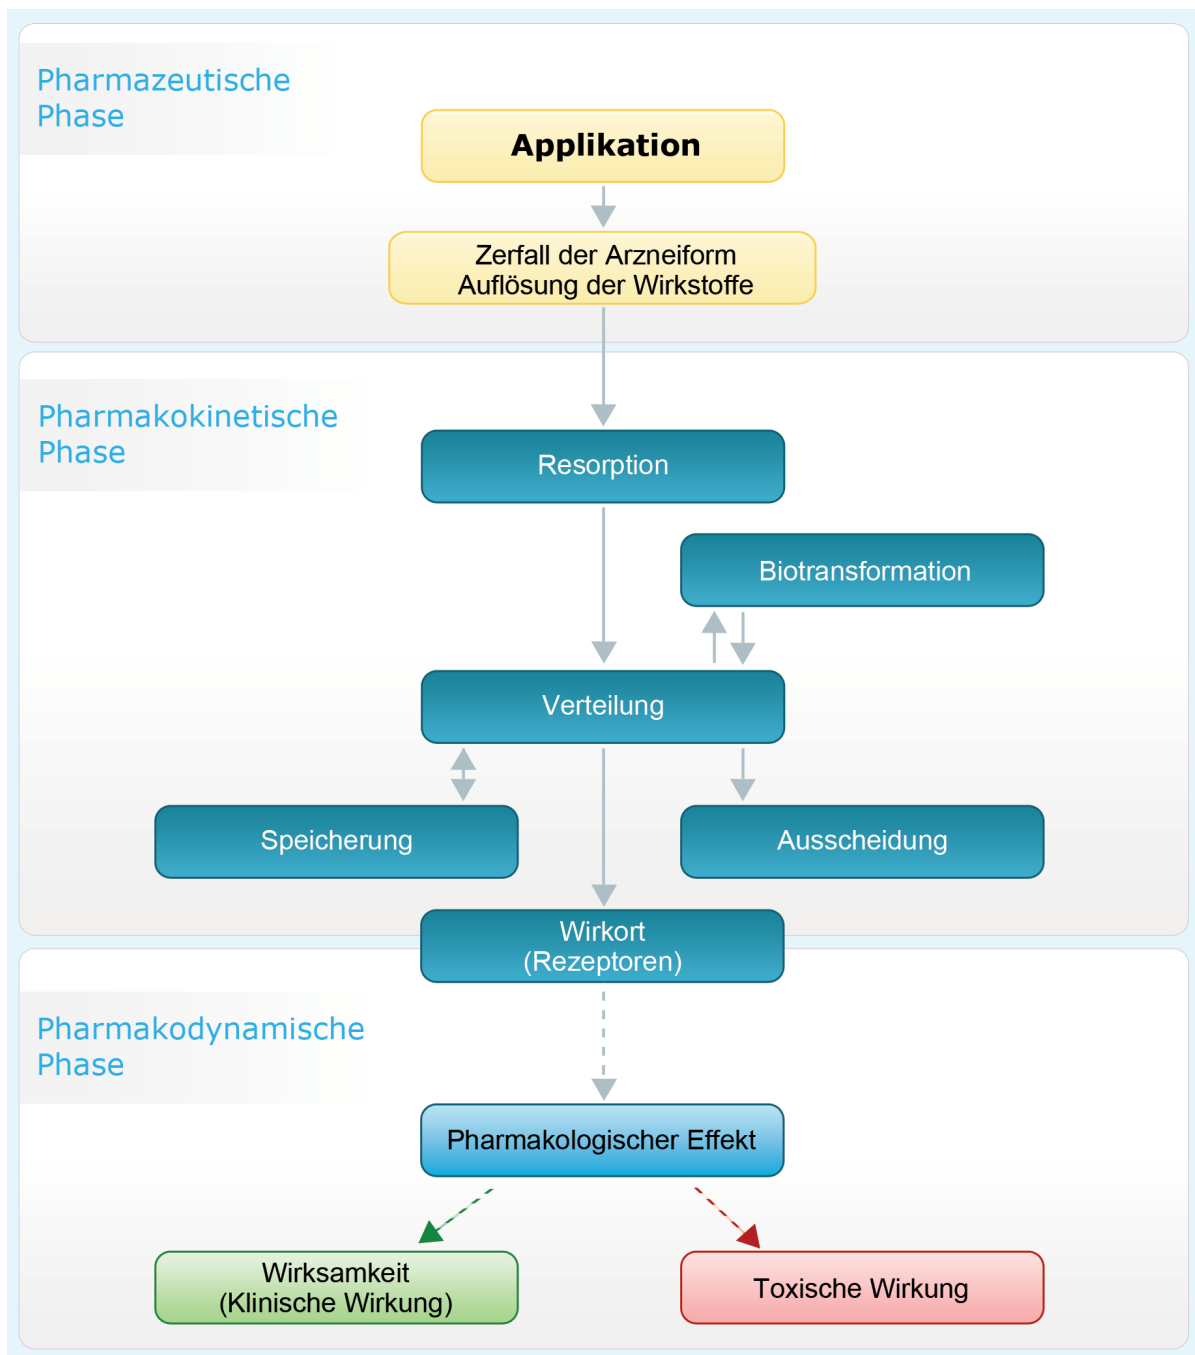 Pharmazeutische
Phase
Applikation
Zerfall der Arzneiform
Auflösung der Wirkstoffe
Pharmakokinetische
Phase
Resorption
Biotransformation
Verteilung
Speicherung
Ausscheidung
Wirkort
(Rezeptoren)
Pharmakodynamische
Phase
Pharmakologischer Effekt
Wirksamkeit
(Klinische Wirkung)
Toxische Wirkung